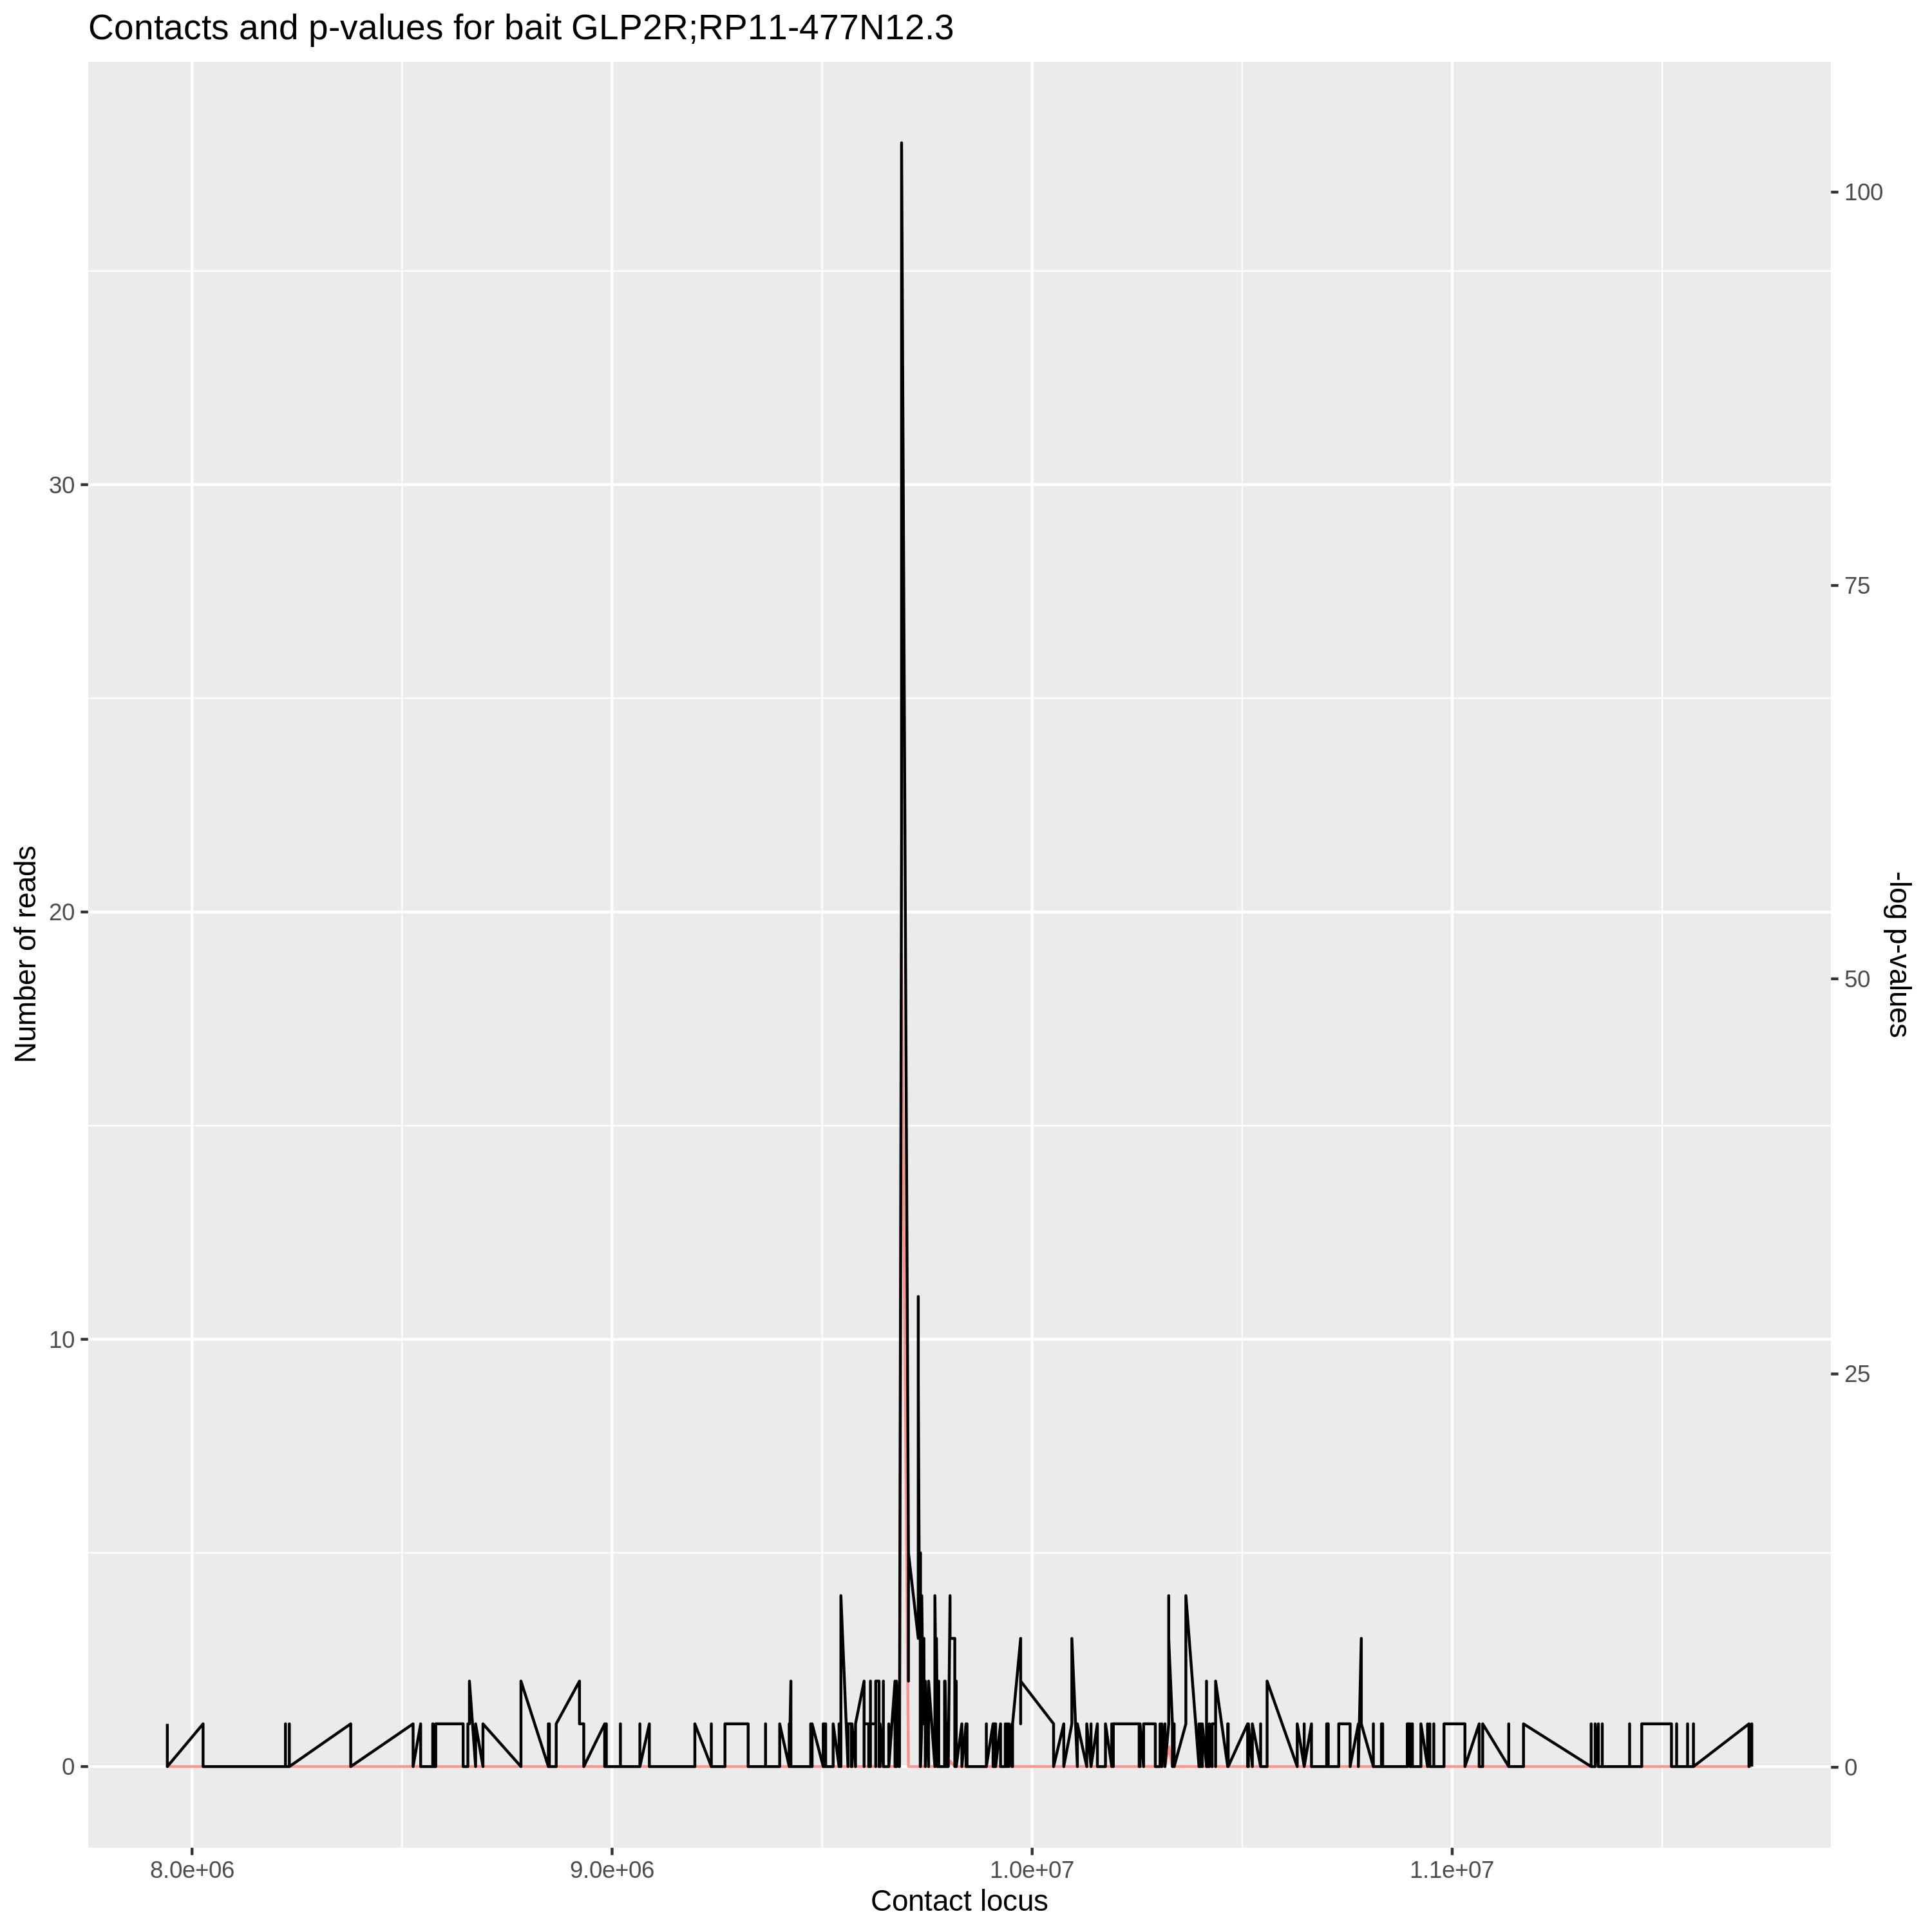 Contacts and p-values for bait GLP2R;RP11-477N12.3
Number of reads
30
20
10
0
100
75
50
25
0
-log p-values
8.0e+06 9.0e+06 1.0e+07 1.1e+07
Contact locus